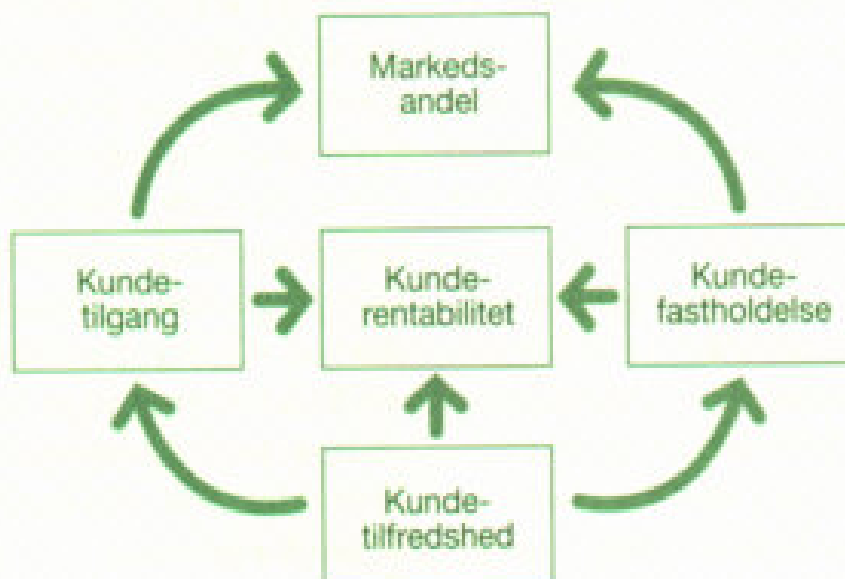 Markeds-
andel
Kunde-
tilgang
Kunde-
rentabilitet
Kunde-
fastholdelse
Kunde-
tilfredshed